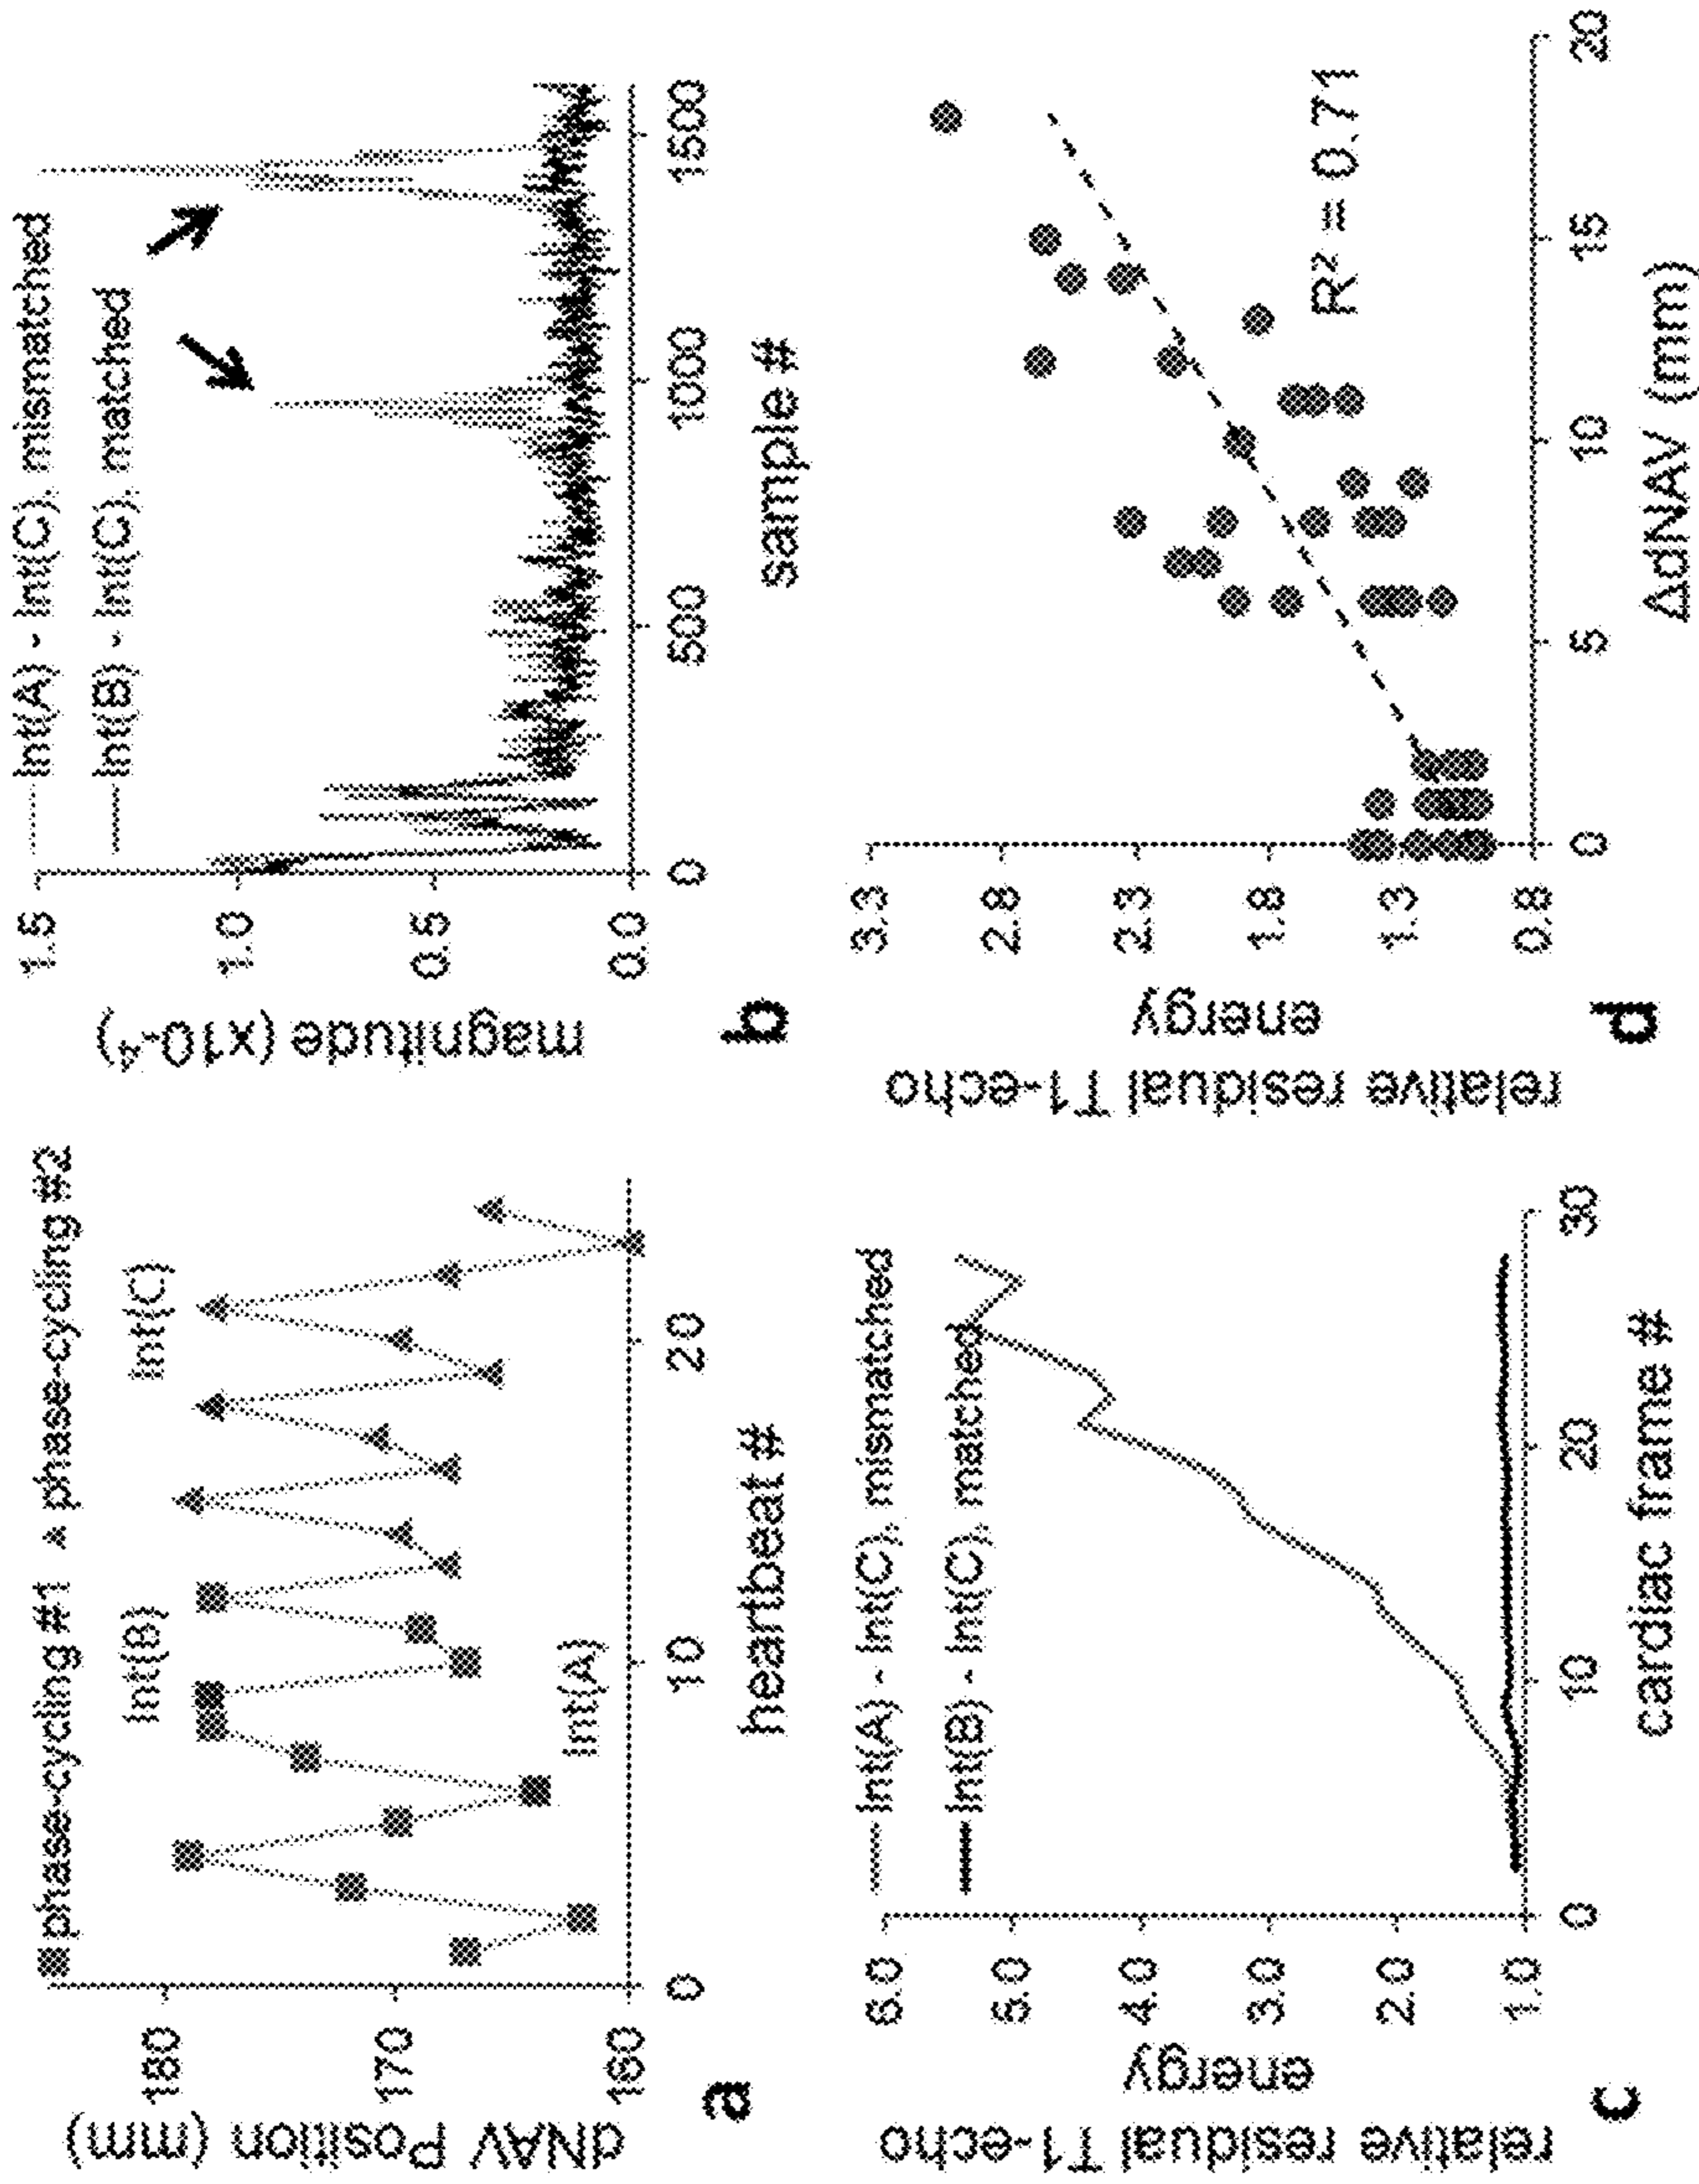 phase-cycling #1 phase-cycling #2
dNAV Position (mm)
180
170
160
Int(B)
Int(C)
Int(A)
0
10
20
heartbeat #
a
Int(A) - Int(C), mismatched
Int(B) - Int(C), matched
magnitude (x10-4)
1.5
1.0
0.5
0.0
0
500
1000
1500
sample #
b
Int(A) - Int(C), mismatched
Int(B) - Int(C), matched
relative residual T1-echo
energy
6.0
5.0
4.0
3.0
2.0
1.0
0
10
20
30
cardiac frame #
c
relative residual T1-echo
energy
3.3
2.8
2.3
1.8
1.3
0.8
R² = 0.71
0
5
10
15
20
ΔdNAV (mm)
d